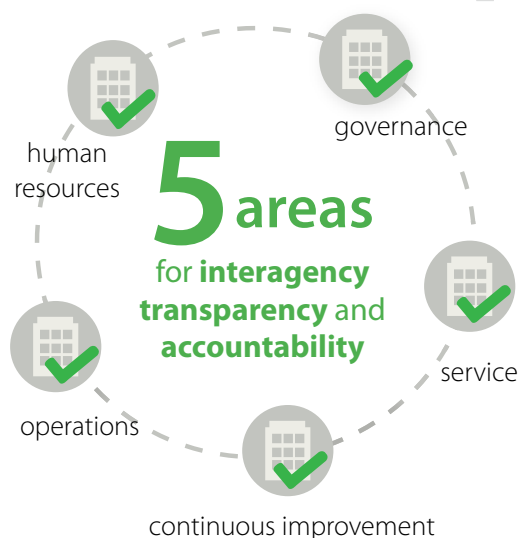 human
resources
governance
5 areas
for interagency
transparency and
accountability
service
operations
continuous improvement